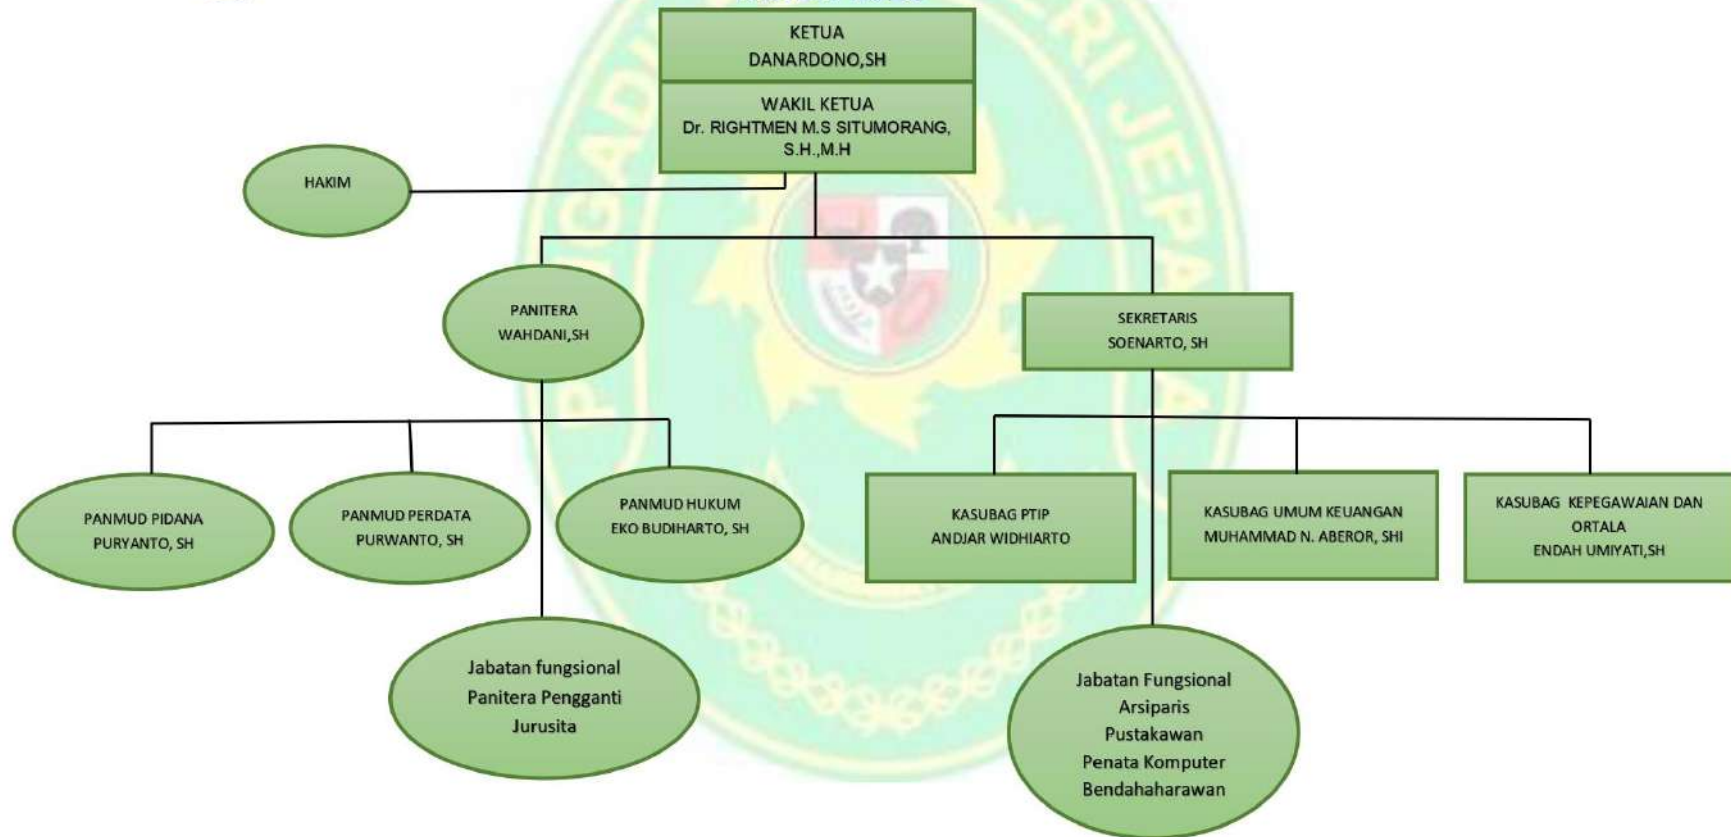 KETUA
DANARDONO,SH
WAKIL KETUA
Dr. RIGHTMEN M.S SITUMORANG,
S.H.,M.H
HAKIM
PANITERA
WAHDANI,SH
SEKRETARIS
SOENARTO, SH
PANMUD PIDANA
PURYANTO, SH
PANMUD PERDATA
PURWANTO, SH
PANMUD HUKUM
EKO BUDIHARTO, SH
KASUBAG PTIP
ANDJAR WIDHIARTO
KASUBAG UMUM KEUANGAN
MUHAMMAD N. ABEROR, SHI
KASUBAG KEPEGAWAIAN DAN
ORTALA
ENDAH UMIYATI,SH
Jabatan fungsional
Panitera Pengganti
Jurusita
Jabatan Fungsional
Arsiparis
Pustakawan
Penata Komputer
Bendahaharawan